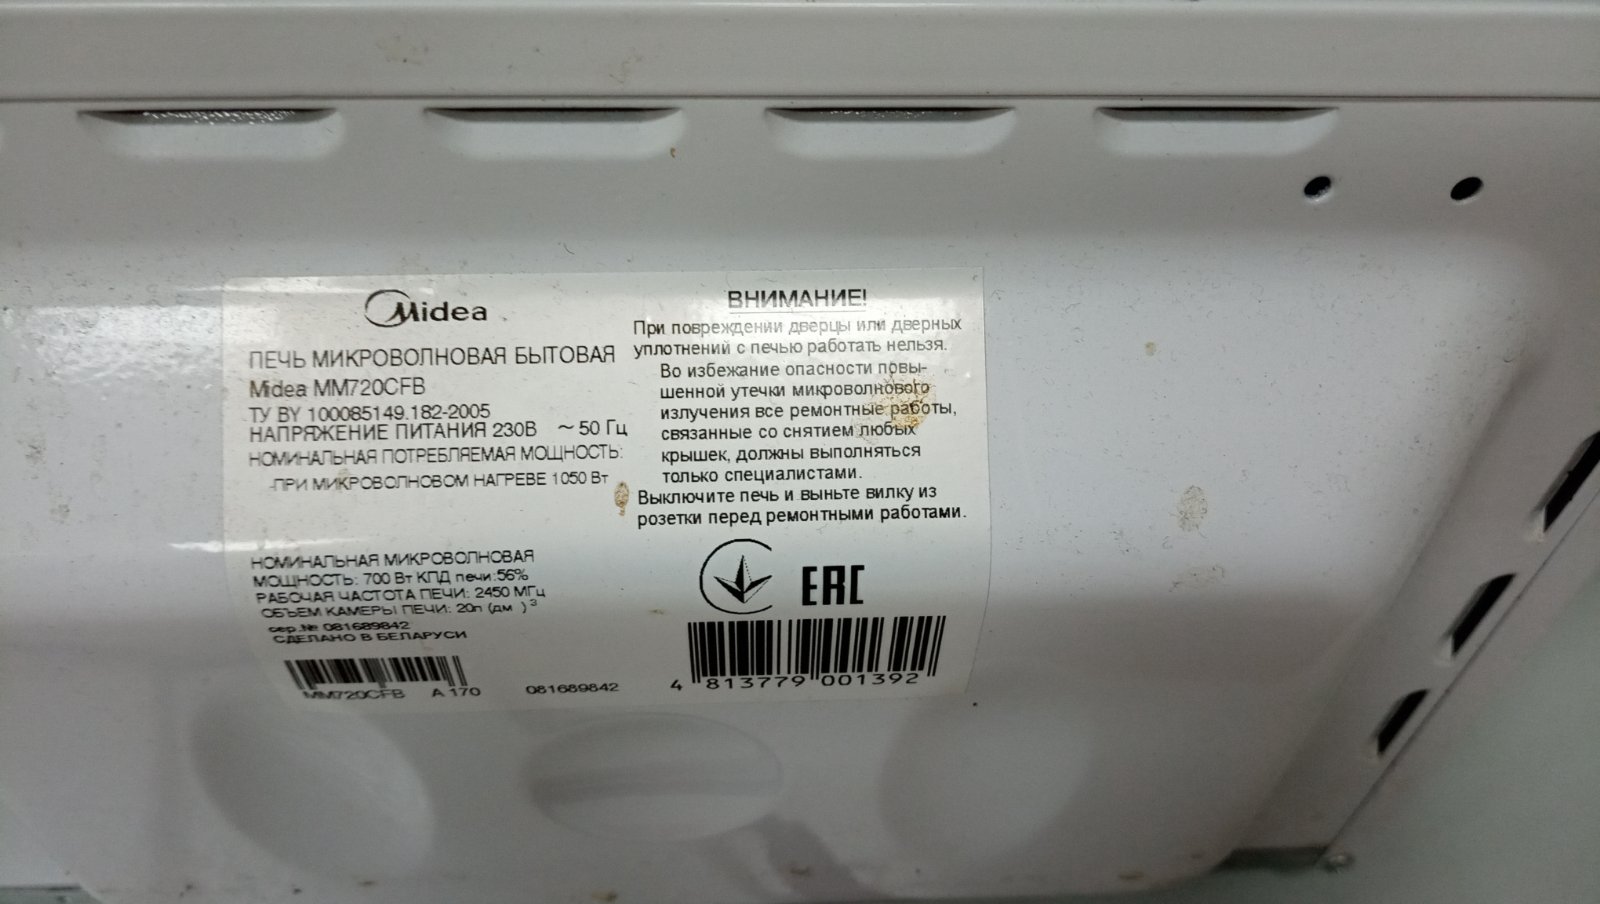 Midea
ПЕЧЬ МИКРОВОЛНОВАЯ БЫТОВАЯ
Midea MM720CFB
ТУ BY 100085149.182-2005
НАПРЯЖЕНИЕ ПИТАНИЯ 230В ~ 50 Гц
НОМИНАЛЬНАЯ ПОТРЕБЛЯЕМАЯ МОЩНОСТЬ:
-ПРИ МИКРОВОЛНОВОМ НАГРЕВЕ 1050 Вт
НОМИНАЛЬНАЯ МИКРОВОЛНОВАЯ
МОЩНОСТЬ: 700 Вт КПД печи:56%
РАБОЧАЯ ЧАСТОТА ПЕЧИ: 2450 МГц
ОБЪЕМ КАМЕРЫ ПЕЧИ: 20л (дм )³
сер.№ 081689842
СДЕЛАНО В БЕЛАРУСИ
MM720CFB A170 081689842
ВНИМАНИЕ!
При повреждении дверцы или дверных
уплотнений с печью работать нельзя.
Во избежание опасности повы-
шенной утечки микроволнового
излучения все ремонтные работы,
связанные со снятием любых
крышек, должны выполняться
только специалистами.
Выключите печь и выньте вилку из
розетки перед ремонтными работами.
EAC
4 813779 001392